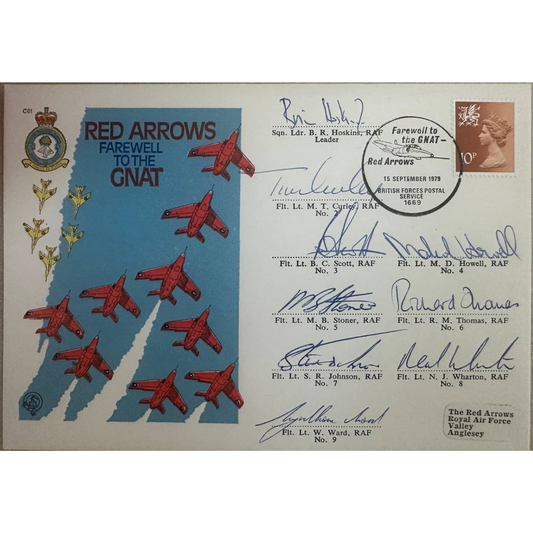 C61
RED ARROWS
FAREWELL
TO THE
GNAT
Sqn. Ldr. B. R. Hoskins, RAF
Leader
Farewell to
the GNAT—
Red Arrows
15 SEPTEMBER 1979
BRITISH FORCES POSTAL
SERVICE
1669
10P
Flt. Lt. M. T. Curley, RAF
No. 2
Flt. Lt. B. C. Scott, RAF
No. 3
Flt. Lt. M. D. Howell, RAF
No. 4
Flt. Lt. M. B. Stoner, RAF
No. 5
Flt. Lt. R. M. Thomas, RAF
No. 6
Richard Thomas
Flt. Lt. S. R. Johnson, RAF
No. 7
Flt. Lt. N. J. Wharton, RAF
No. 8
Flt. Lt. W. Ward, RAF
No. 9
The Red Arrows
Royal Air Force
Valley
Anglesey